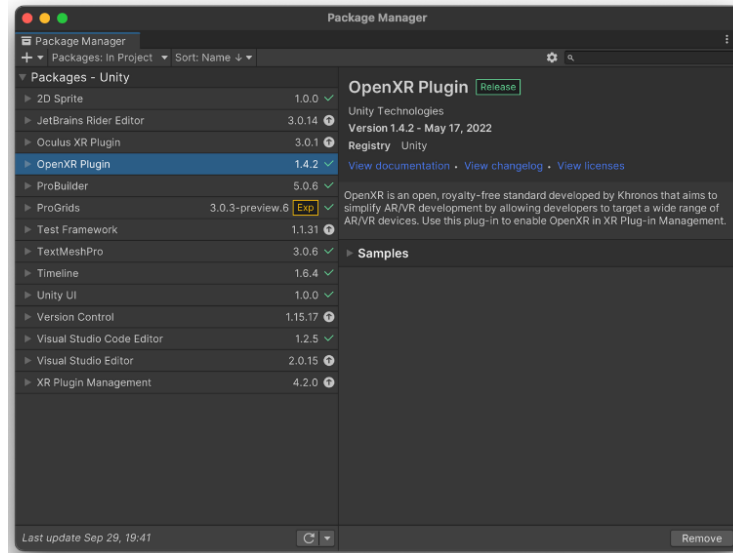 Package Manager
Package Manager
Packages: In Project
Sort: Name ↓
Packages - Unity
2D Sprite 1.0.0
JetBrains Rider Editor 3.0.14
Oculus XR Plugin 3.0.1
OpenXR Plugin 1.4.2
ProBuilder 5.0.6
ProGrids 3.0.3-preview.6 Exp
Test Framework 1.1.31
TextMeshPro 3.0.6
Timeline 1.6.4
Unity UI 1.0.0
Version Control 1.15.17
Visual Studio Code Editor 1.2.5
Visual Studio Editor 2.0.15
XR Plugin Management 4.2.0
Last update Sep 29, 19:41
OpenXR Plugin Release
Unity Technologies
Version 1.4.2 - May 17, 2022
Registry Unity
View documentation • View changelog • View licenses
OpenXR is an open, royalty-free standard developed by Khronos that aims to
simplify AR/VR development by allowing developers to target a wide range of
AR/VR devices. Use this plug-in to enable OpenXR in XR Plug-in Management.
Samples
Remove